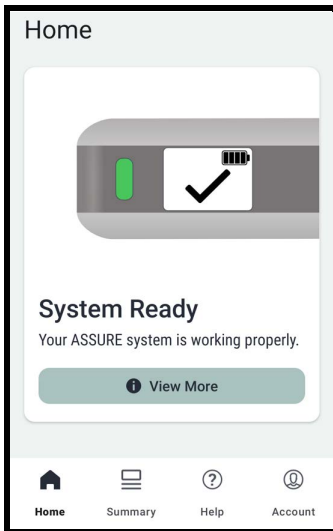 Home
System Ready
Your ASSURE system is working properly.
View More
Home
Summary
Help
Account